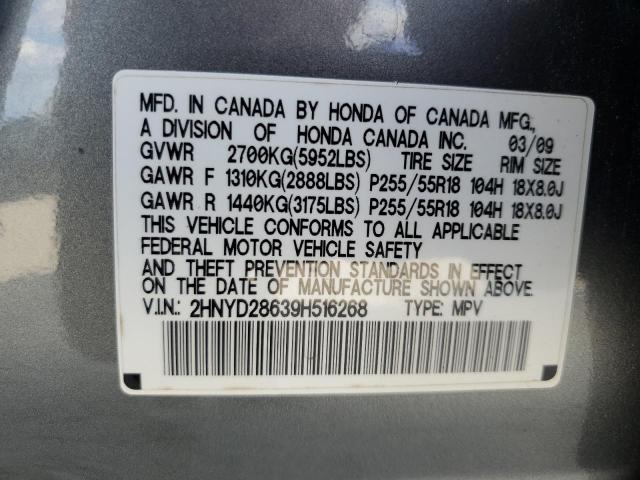 MFD. IN CANADA BY HONDA OF CANADA MFG.,
A DIVISION OF HONDA CANADA INC. 03/09
GVWR 2700KG(5952LBS) TIRE SIZE RIM SIZE
GAWR F 1310KG(2888LBS) P255/55R18 104H 18X8.0J
GAWR R 1440KG(3175LBS) P255/55R18 104H 18X8.0J
THIS VEHICLE CONFORMS TO ALL APPLICABLE
FEDERAL MOTOR VEHICLE SAFETY
AND THEFT PREVENTION STANDARDS IN EFFECT
ON THE DATE OF MANUFACTURE SHOWN ABOVE.
V.I.N.: 2HNYD28639H516268 TYPE: MPV